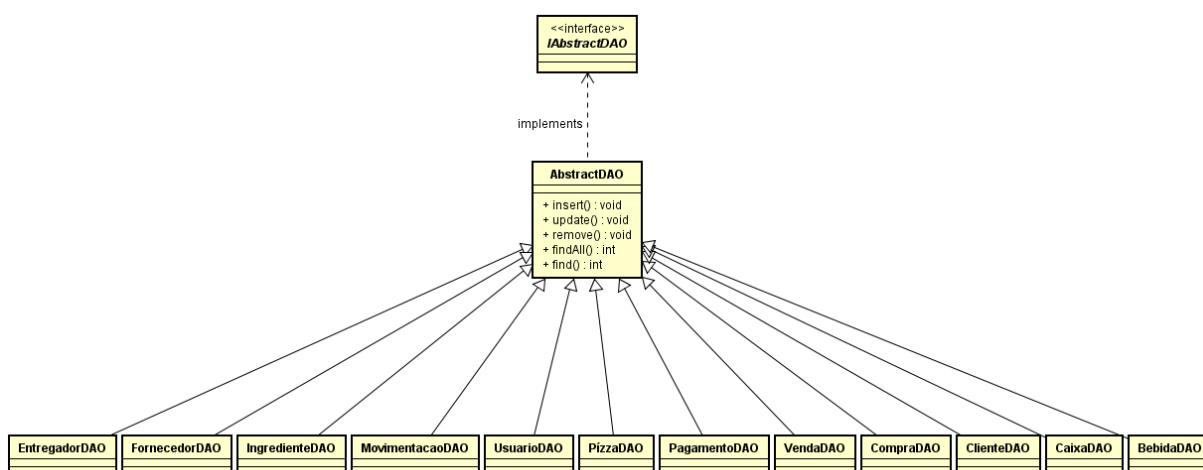 <<interface>>
IAbstractDAO
implements
AbstractDAO
+ insert() : void
+ update() : void
+ remove() : void
+ findAll() : int
+ find() : int
EntregadorDAO FornecedorDAO IngredienteDAO MovimentacaoDAO UsuarioDAO PízzaDAO PagamentoDAO VendaDAO CompraDAO ClienteDAO CaixaDAO BebidaDAO